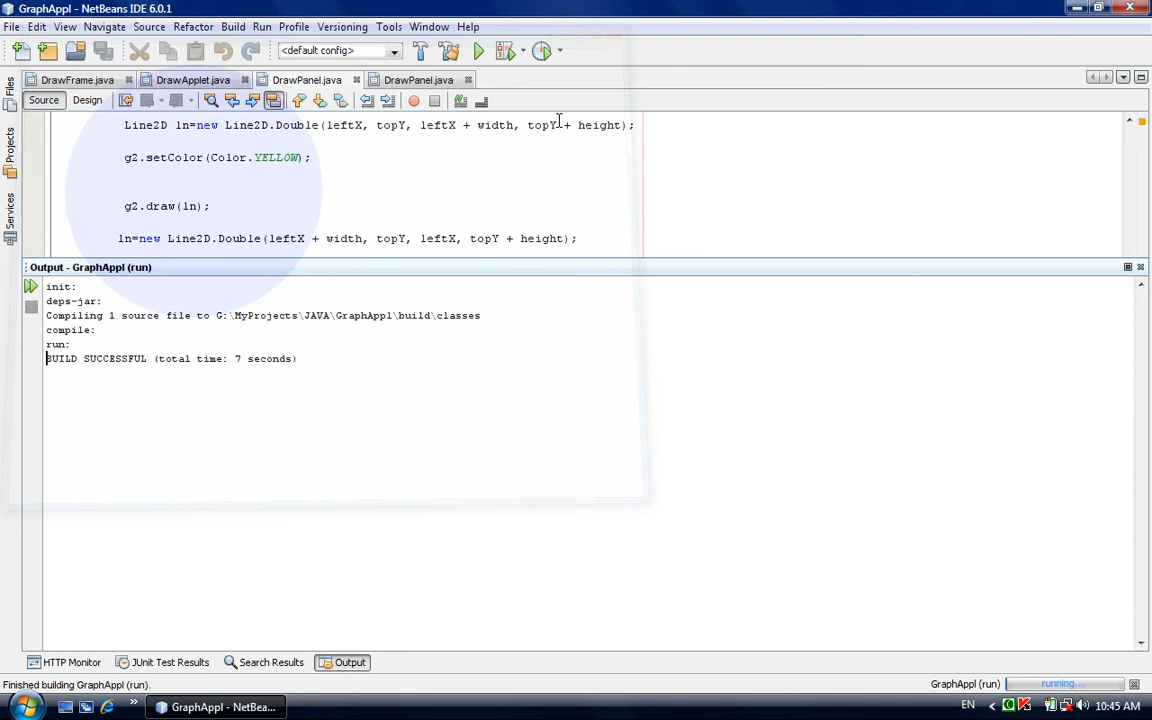 GraphAppl - NetBeans IDE 6.0.1
File Edit View Navigate Source Refactor Build Run Profile Versioning Tools Window Help
<default config>
DrawFrame.java DrawApplet.java DrawPanel.java DrawPanel.java
Source Design
Files
Projects
Services
Line2D ln=new Line2D.Double(leftX, topY, leftX + width, topY + height);
g2.setColor(Color.YELLOW);
g2.draw(ln);
ln=new Line2D.Double(leftX + width, topY, leftX, topY + height);
Output - GraphAppl (run)
init:
deps-jar:
Compiling 1 source file to G:\MyProjects\JAVA\GraphAppl\build\classes
compile:
run:
BUILD SUCCESSFUL (total time: 7 seconds)
HTTP Monitor JUnit Test Results Search Results Output
Finished building GraphAppl (run). GraphAppl (run) running...
GraphAppl - NetBea... EN 10:45 AM